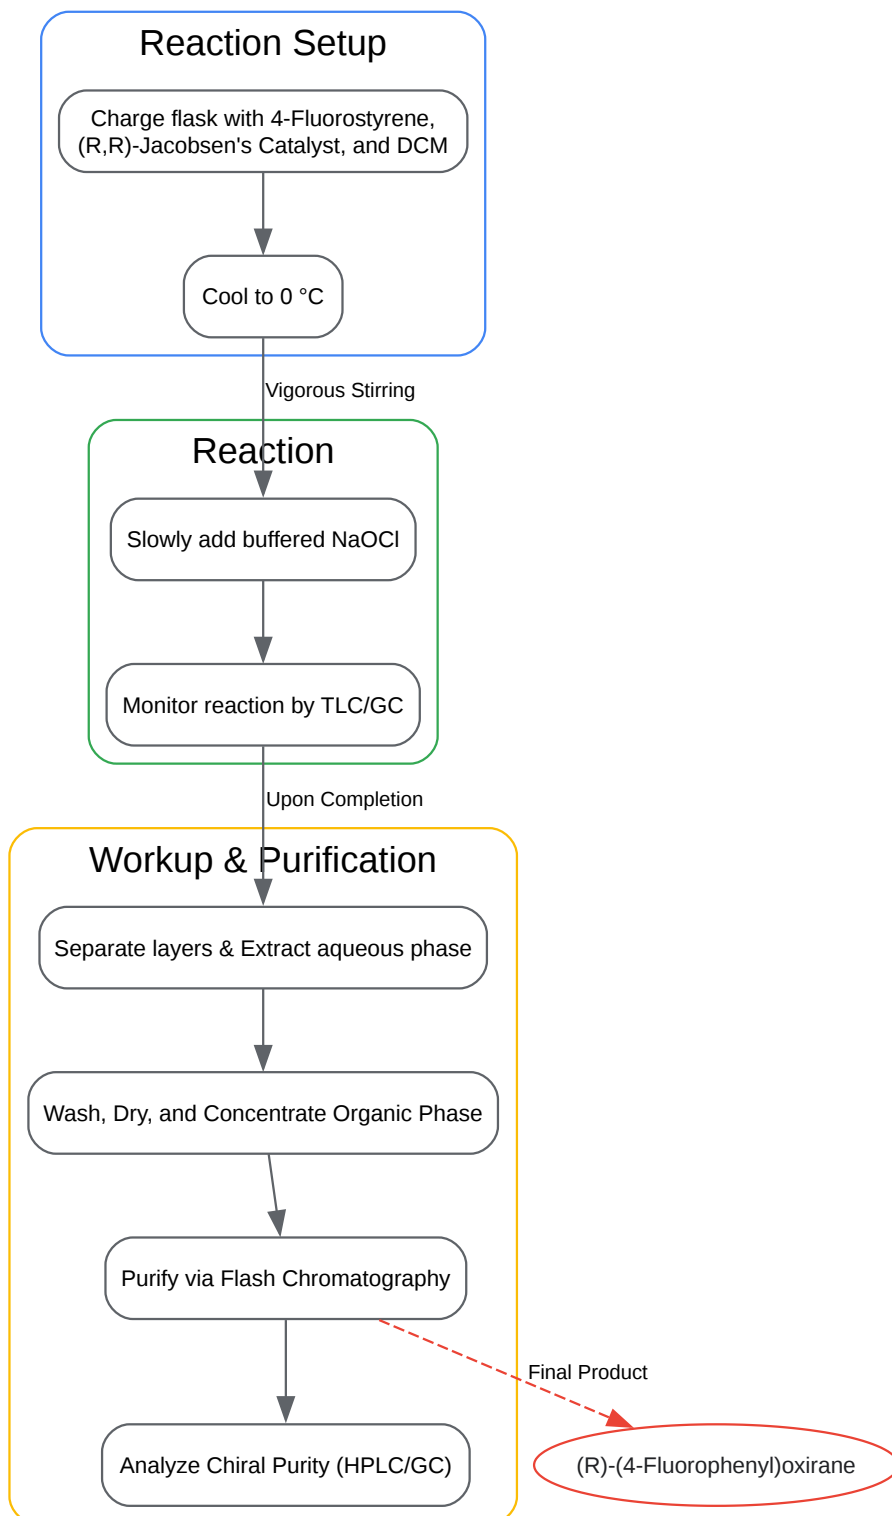 Reaction Setup
Charge flask with 4-Fluorostyrene,
(R,R)-Jacobsen's Catalyst, and DCM
Cool to 0 °C
Vigorous Stirring
Reaction
Slowly add buffered NaOCl
Monitor reaction by TLC/GC
Upon Completion
Workup & Purification
Separate layers & Extract aqueous phase
Wash, Dry, and Concentrate Organic Phase
Purify via Flash Chromatography
Final Product
Analyze Chiral Purity (HPLC/GC)
(R)-(4-Fluorophenyl)oxirane